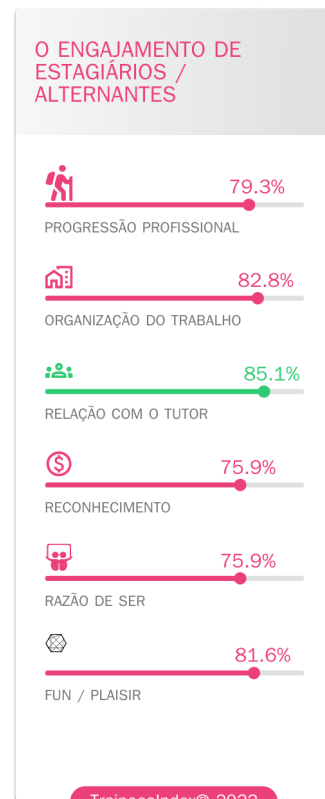 O ENGAJAMENTO DE
ESTAGIÁRIOS /
ALTERNANTES
79.3%
PROGRESSÃO PROFISSIONAL
82.8%
ORGANIZAÇÃO DO TRABALHO
85.1%
RELAÇÃO COM O TUTOR
75.9%
RECONHECIMENTO
75.9%
RAZÃO DE SER
81.6%
FUN / PLAISIR